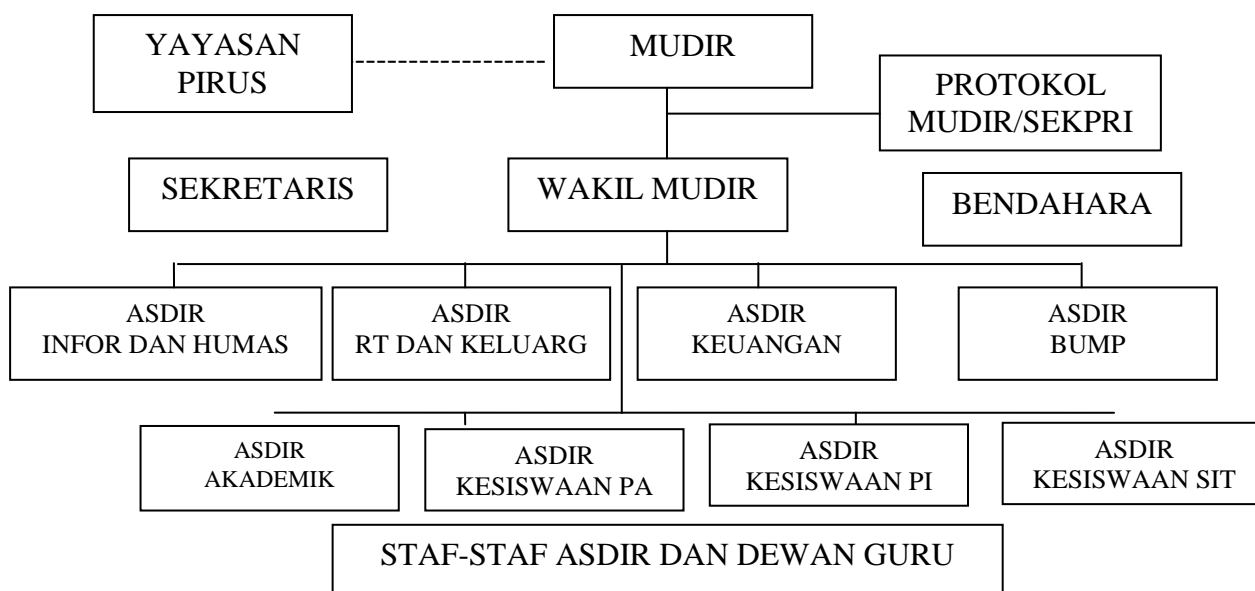 YAYASAN
PIRUS
MUDIR
PROTOKOL
MUDIR/SEKPRI
SEKRETARIS
WAKIL MUDIR
BENDAHARA
ASDIR
INFOR DAN HUMAS
ASDIR
RT DAN KELUARG
ASDIR
KEUANGAN
ASDIR
BUMP
ASDIR
AKADEMIK
ASDIR
KESISWAAN PA
ASDIR
KESISWAAN PI
ASDIR
KESISWAAN SIT
STAF-STAF ASDIR DAN DEWAN GURU